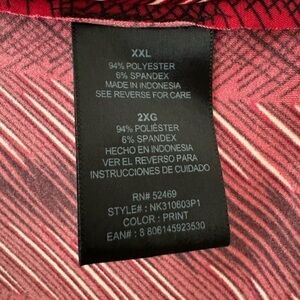 XXL
94% POLYESTER
6% SPANDEX
MADE IN INDONESIA
SEE REVERSE FOR CARE
2XG
94% POLIÉSTER
6% SPANDEX
HECHO EN INDONESIA
VER EL REVERSO PARA
INSTRUCCIONES DE CUIDADO
RN# 52469
STYLE# : NK310603P1
COLOR : PRINT
EAN# : 8 806145923530